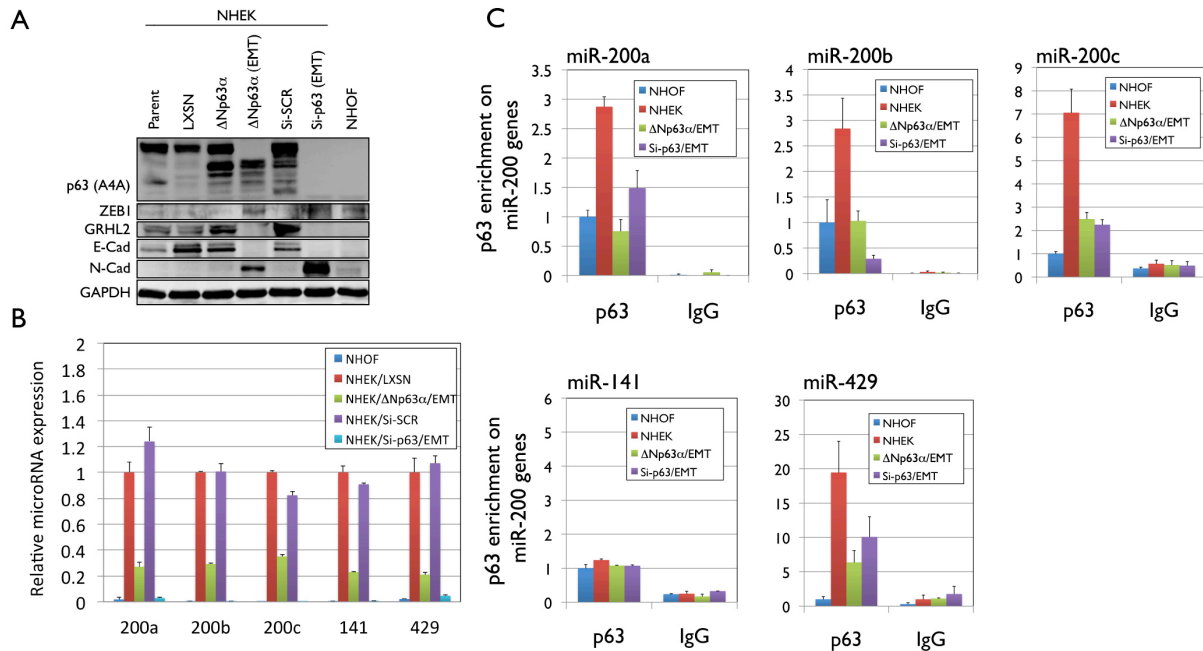 A
NHEK
Parent
LXSN
ΔNp63α
ΔNp63α (EMT)
Si-SCR
Si-p63 (EMT)
NHOF
p63 (A4A)
ZEB1
GRHL2
E-Cad
N-Cad
GAPDH
B
Relative microRNA expression
2
1.8
1.6
1.4
1.2
1
0.8
0.6
0.4
0.2
0
NHOF
NHEK/LXSN
NHEK/ΔNp63α/EMT
NHEK/Si-SCR
NHEK/Si-p63/EMT
200a 200b 200c 141 429
C
p63 enrichment on
miR-200 genes
miR-200a
3.5
3
2.5
2
1.5
1
0.5
0
NHOF
NHEK
ΔNp63α/EMT
Si-p63/EMT
p63 IgG
miR-200b
4
3.5
3
2.5
2
1.5
1
0.5
0
NHOF
NHEK
ΔNp63α/EMT
Si-p63/EMT
p63 IgG
miR-200c
9
8
7
6
5
4
3
2
1
0
NHOF
NHEK
ΔNp63α/EMT
Si-p63/EMT
p63 IgG
p63 enrichment on
miR-200 genes
miR-141
6
5
4
3
2
1
0
NHOF
NHEK
ΔNp63α/EMT
Si-p63/EMT
p63 IgG
miR-429
30
25
20
15
10
5
0
NHOF
NHEK
ΔNp63α/EMT
Si-p63/EMT
p63 IgG